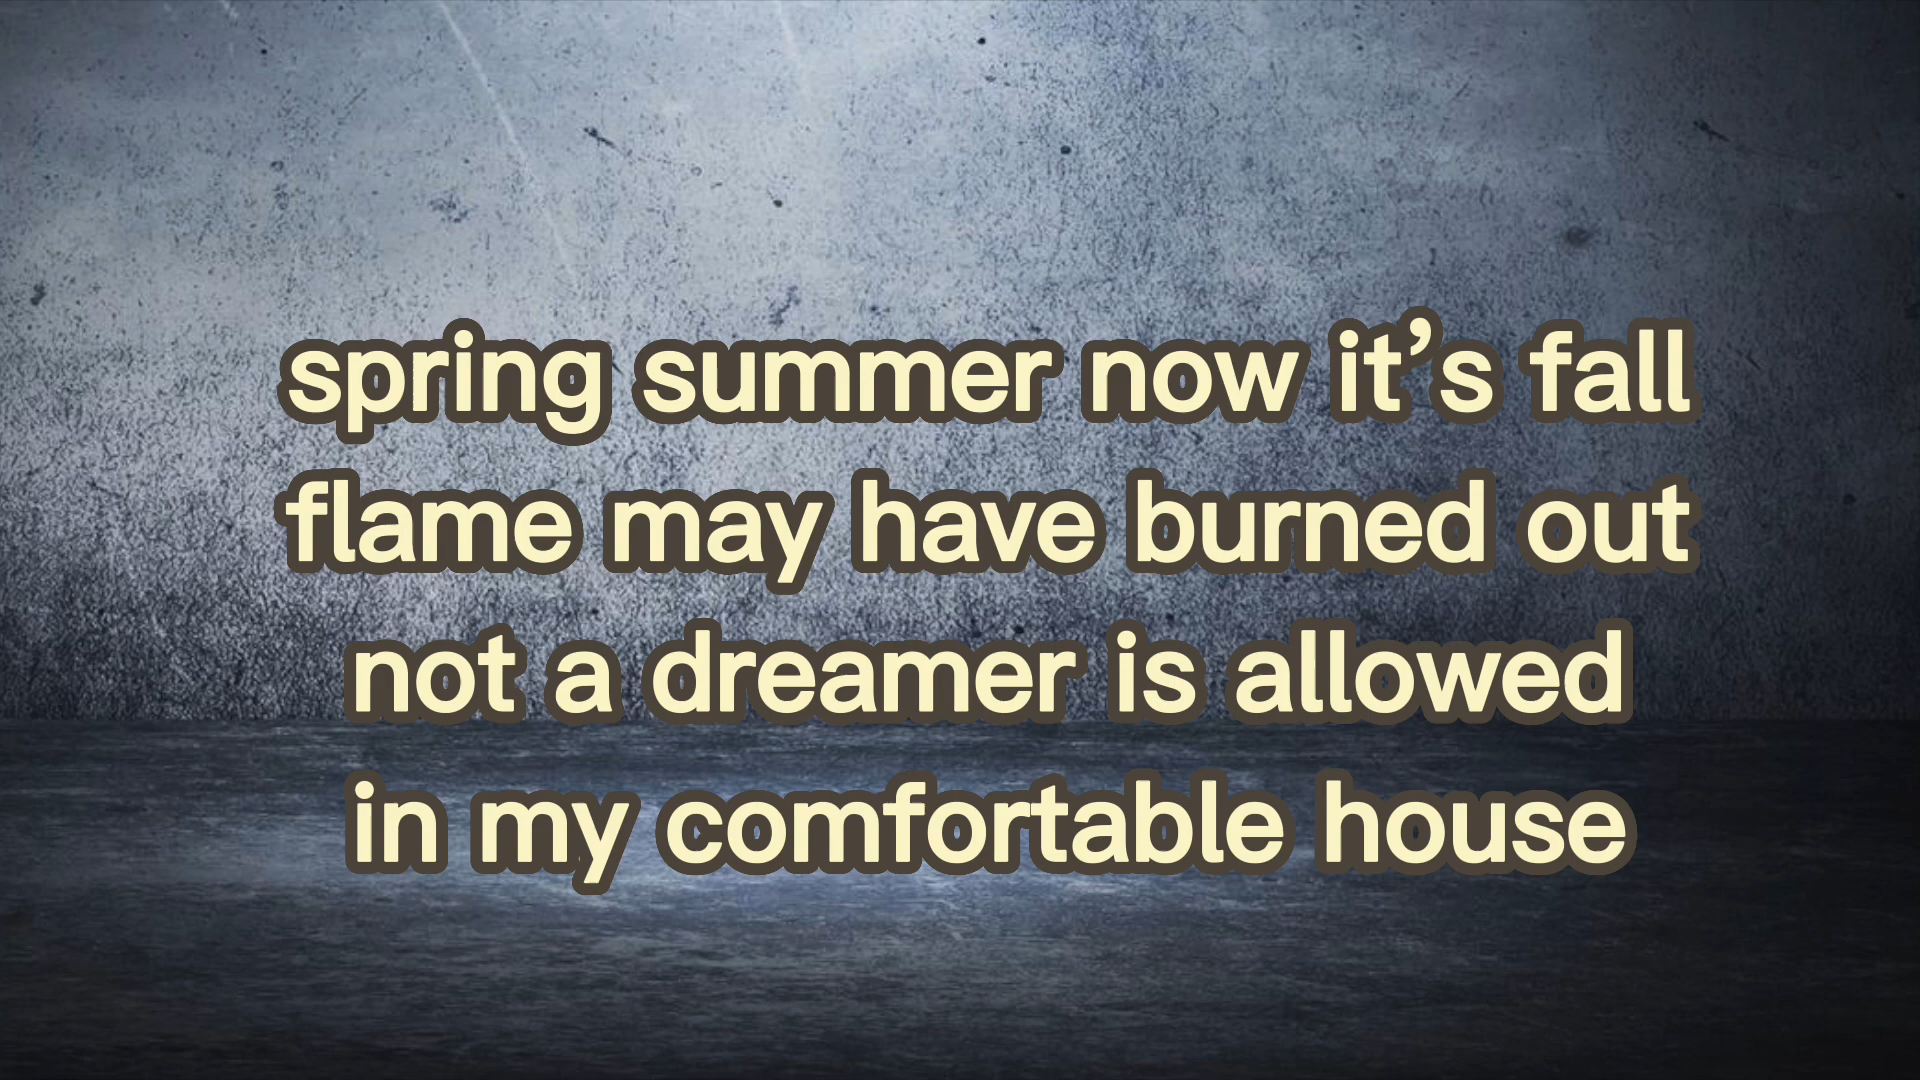 spring summer now it’s fall
flame may have burned out
not a dreamer is allowed
in my comfortable house